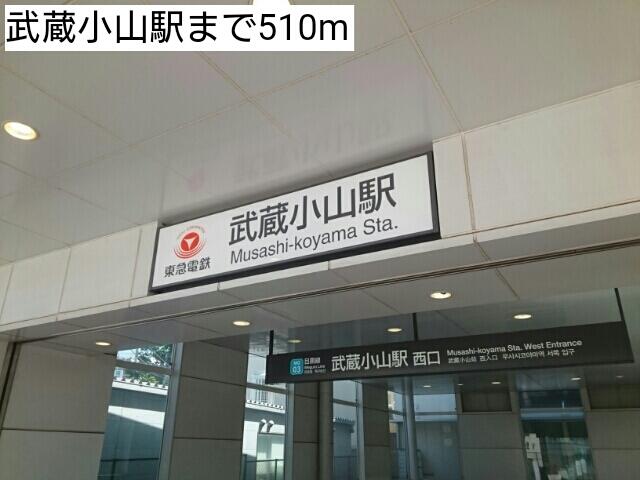 武蔵小山駅まで510m
武蔵小山駅
Musashi-koyama Sta.
東急電鉄
MG
03
目黒線
武蔵小山駅 西口
Musashi-koyama Sta. West Entrance